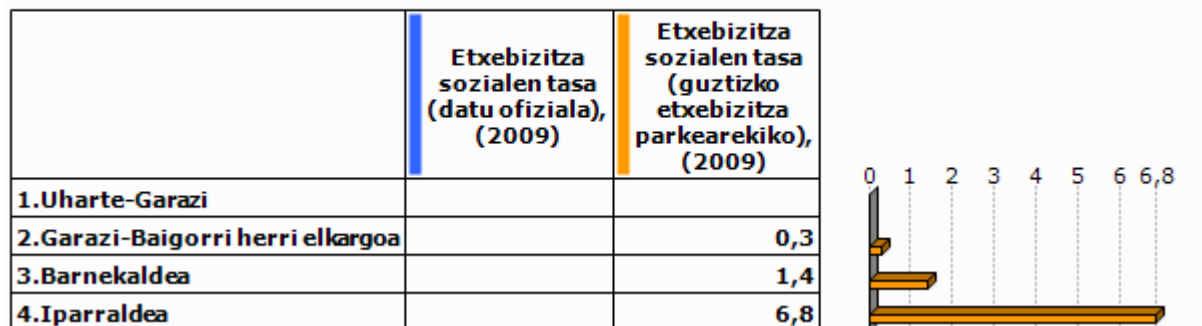 Etxebizitza
sozialen tasa
(datu ofiziala),
(2009)
Etxebizitza
sozialen tasa
(guztizko
etxebizitza
parkearekiko),
(2009)
0 1 2 3 4 5 6 6,8
1.Uharte-Garazi
2.Garazi-Baigorri herri elkargoa 0,3
3.Barnekaldea 1,4
4.Iparraldea 6,8